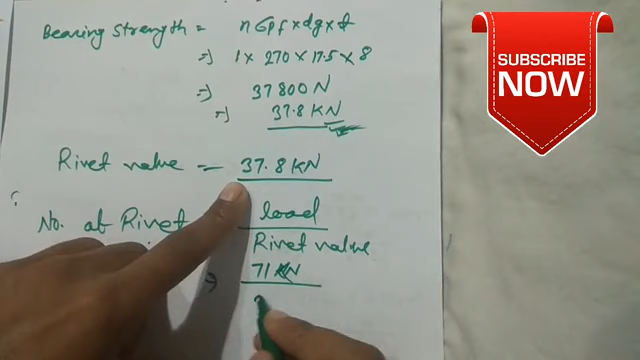 Bearing Strength = n σpf × dg × t
⇒ 1 × 270 × 17.5 × 8
⇒ 37800 N
⇒ 37.8 KN
Rivet value = 37.8 KN
No. of Rivet load
Rivet value
⇒ 71 KN
SUBSCRIBE
NOW